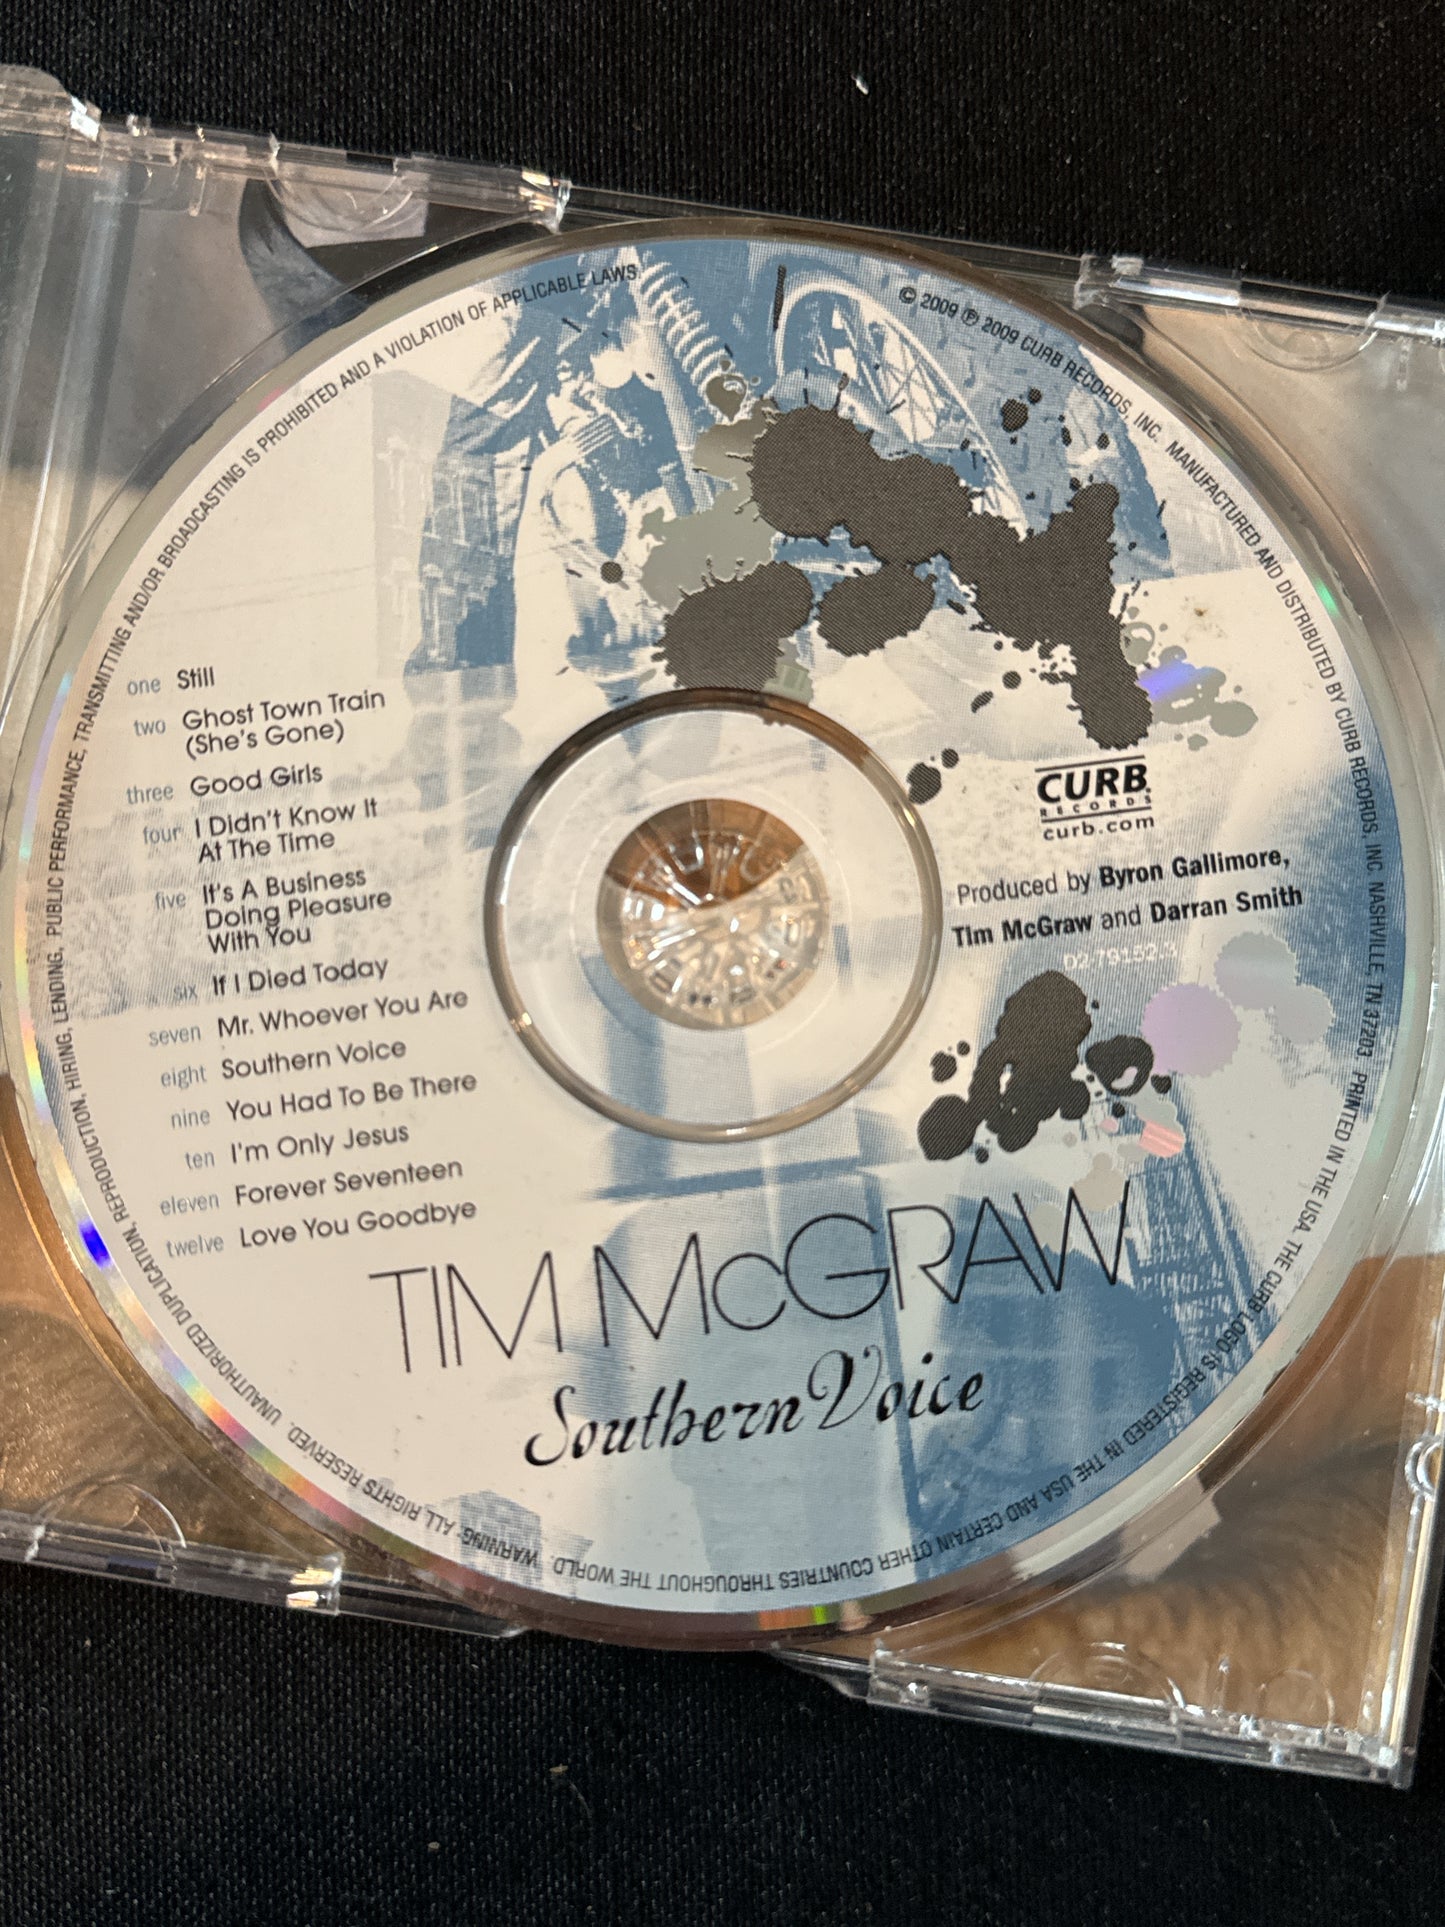 one Still
two Ghost Town Train
(She's Gone)
three Good Girls
four I Didn't Know It
At The Time
five It's A Business
Doing Pleasure
With You
six If I Died Today
seven Mr. Whoever You Are
eight Southern Voice
nine You Had To Be There
ten I'm Only Jesus
eleven Forever Seventeen
twelve Love You Goodbye
CURB
RECORDS
curb.com
Produced by Byron Gallimore,
Tim McGraw and Darran Smith
D2-79152.3
TIM McGRAW
Southern Voice
© 2009 ℗ 2009 CURB RECORDS, INC. MANUFACTURED AND DISTRIBUTED BY CURB RECORDS, INC. NASHVILLE, TN 37203 PRINTED IN THE USA. THE CURB LOGO IS REGISTERED IN THE USA AND CERTAIN OTHER COUNTRIES THROUGHOUT THE WORLD. WARNING: ALL RIGHTS RESERVED. UNAUTHORIZED DUPLICATION, REPRODUCTION, HIRING, LENDING, PUBLIC PERFORMANCE, TRANSMITTING AND/OR BROADCASTING IS PROHIBITED AND A VIOLATION OF APPLICABLE LAWS